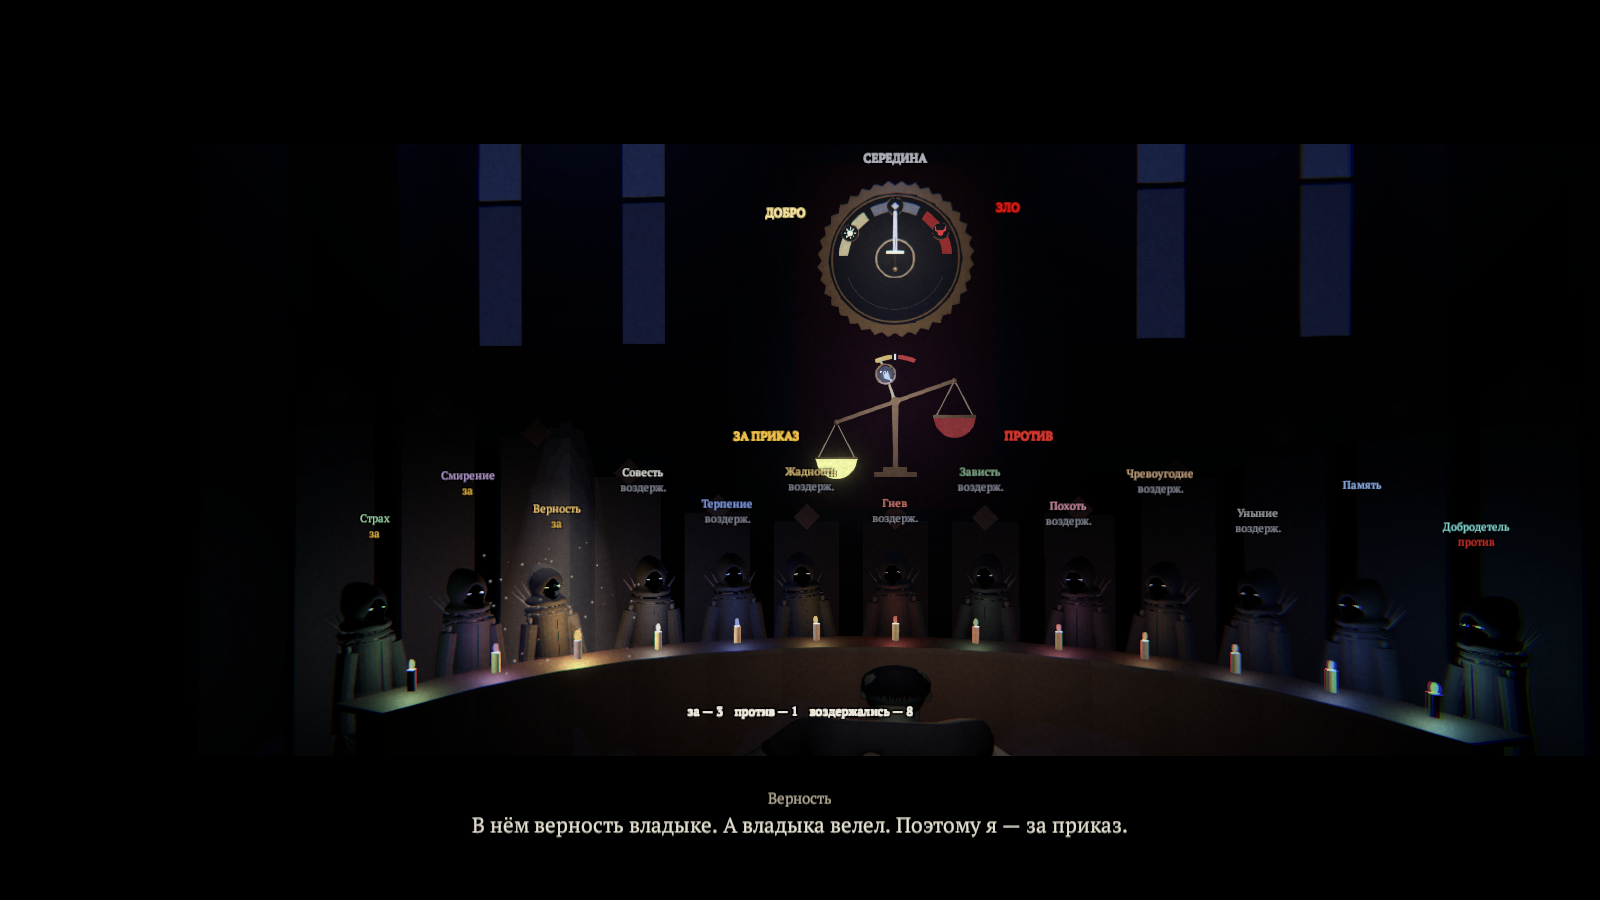 СЕРЕДИНА
ДОБРО
ЗЛО
ЗА ПРИКАЗ
ПРОТИВ
Смирение
за
Совесть
воздерж.
Жадность
воздерж.
Зависть
воздерж.
Чревоугодие
воздерж.
Память
Страх
за
Верность
за
Терпение
воздерж.
Гнев
воздерж.
Похоть
воздерж.
Уныние
воздерж.
Добродетель
против
за — 3 против — 1 воздержались — 8
Верность
В нём верность владыке. А владыка велел. Поэтому я — за приказ.